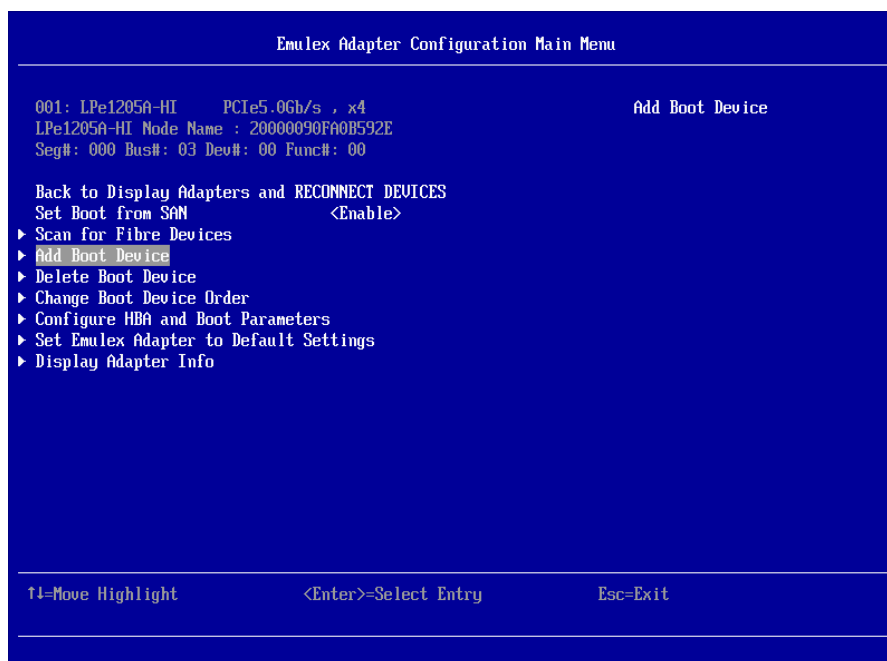 Emulex Adapter Configuration Main Menu
001: LPe1205A-HI PCIe5.0Gb/s , x4 Add Boot Device
LPe1205A-HI Node Name : 20000090FA0B592E
Seg#: 000 Bus#: 03 Dev#: 00 Func#: 00
Back to Display Adapters and RECONNECT DEVICES
Set Boot from SAN <Enable>
▶ Scan for Fibre Devices
▶ Add Boot Device
▶ Delete Boot Device
▶ Change Boot Device Order
▶ Configure HBA and Boot Parameters
▶ Set Emulex Adapter to Default Settings
▶ Display Adapter Info
↑↓=Move Highlight <Enter>=Select Entry Esc=Exit